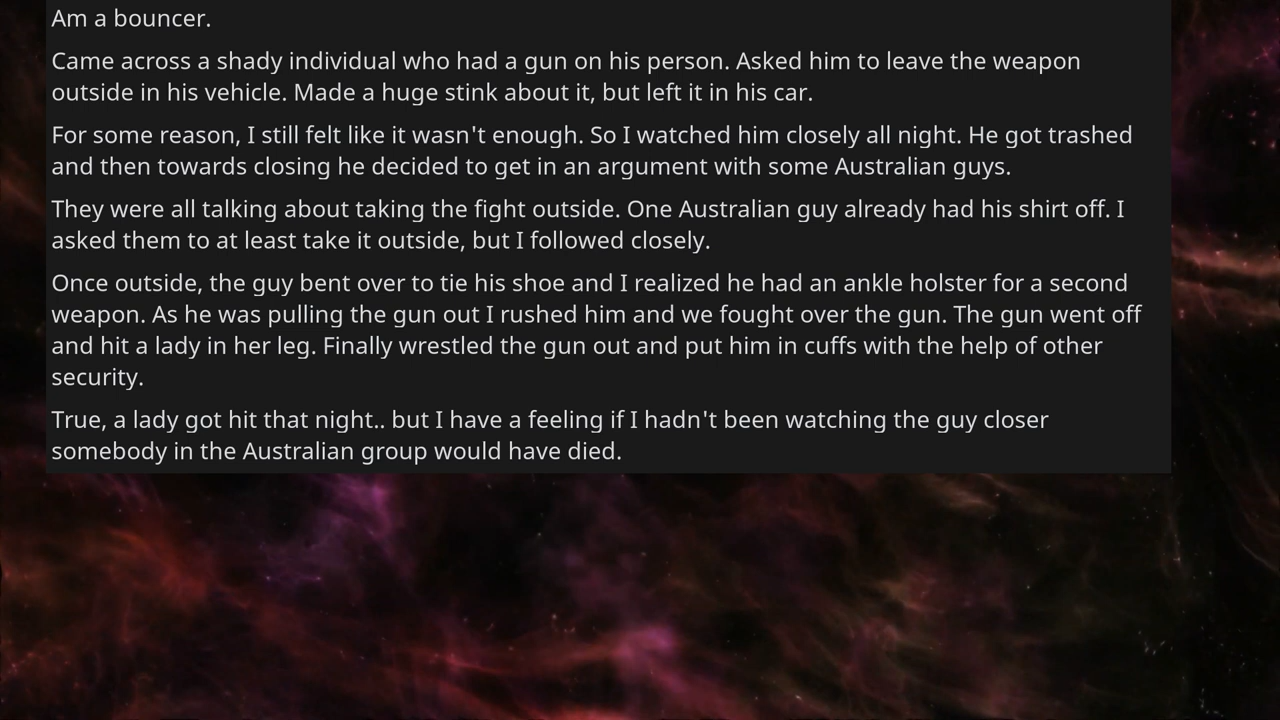 Am a bouncer.
Came across a shady individual who had a gun on his person. Asked him to leave the weapon
outside in his vehicle. Made a huge stink about it, but left it in his car.
For some reason, I still felt like it wasn't enough. So I watched him closely all night. He got trashed
and then towards closing he decided to get in an argument with some Australian guys.
They were all talking about taking the fight outside. One Australian guy already had his shirt off. I
asked them to at least take it outside, but I followed closely.
Once outside, the guy bent over to tie his shoe and I realized he had an ankle holster for a second
weapon. As he was pulling the gun out I rushed him and we fought over the gun. The gun went off
and hit a lady in her leg. Finally wrestled the gun out and put him in cuffs with the help of other
security.
True, a lady got hit that night.. but I have a feeling if I hadn't been watching the guy closer
somebody in the Australian group would have died.